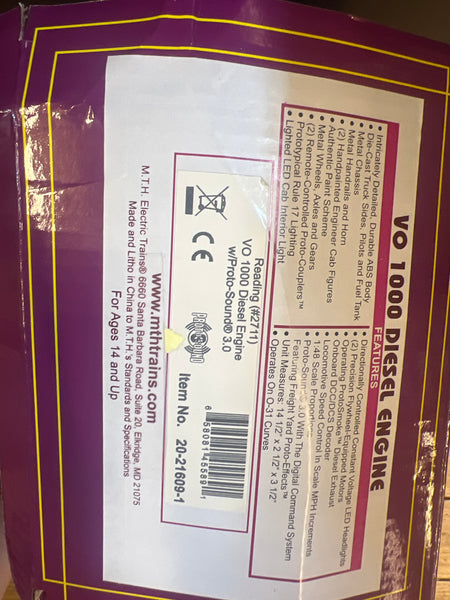 VO 1000 DIESEL ENGINE
FEATURES
• Intricately Detailed, Durable ABS Body
• Die-Cast Truck Sides, Pilots and Fuel Tank
• Metal Chassis
• Metal Handrails and Horn
• (2) Handpainted Engineer Cab Figures
• Authentic Paint Scheme
• Metal Wheels, Axles and Gears
• (2) Remote-Controlled Proto-Couplers™
• Prototypical Rule 17 Lighting
• Lighted LED Cab Interior Light
• Directionally Controlled Constant Voltage LED Headlights
• (2) Precision Flywheel-Equipped Motors
• Operating ProtoSmoke™ Diesel Exhaust
• Onboard DCC/DCS Decoder
• Locomotive Speed Control In Scale MPH Increments
• 1:48 Scale Proportions
• Proto-Sound® 3.0 With The Digital Command System
Featuring Freight Yard Proto-Effects™
• Unit Measures: 14 1/2" x 2 1/2" x 3 1/2"
• Operates On O-31 Curves
Reading (#2711)
VO 1000 Diesel Engine
w/Proto-Sound® 3.0
CE
Item No. 20-21609-1
www.mthtrains.com
M.T.H. Electric Trains® 6660 Santa Barbara Road, Suite 20, Elkridge, MD 21075
Made and Litho in China to M.T.H.'s Standards and Specifications
For Ages 14 and Up